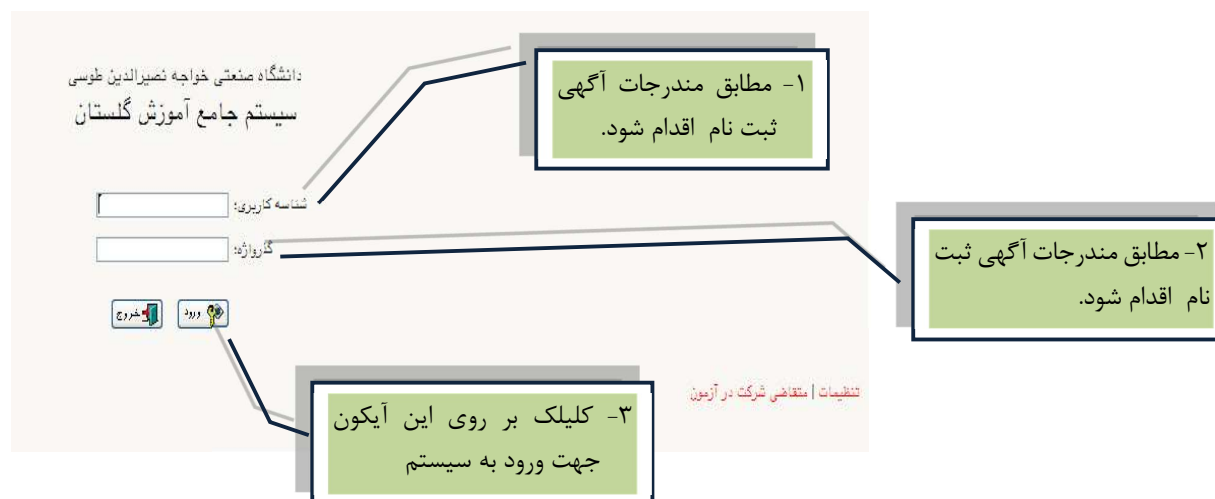 دانشگاه صنعتی خواجه نصیرالدین طوسی
سیستم جامع آموزش گلستان
۱- مطابق مندرجات آگهی
ثبت نام اقدام شود.
شناسه کاربری:
گذرواژه:
۲- مطابق مندرجات آگهی ثبت
نام اقدام شود.
ورود
خروج
تنظیمات | متقاضی شرکت در آزمون
۳- کلیلک بر روی این آیکون
جهت ورود به سیستم